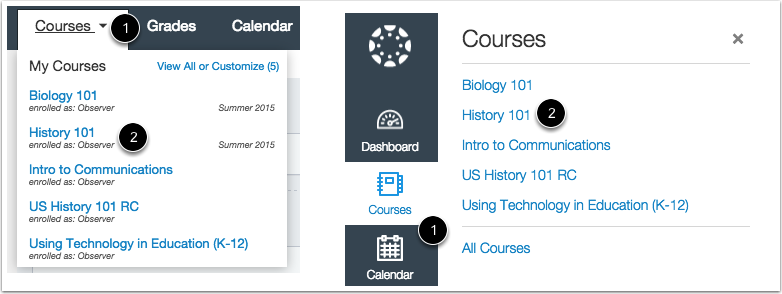 Courses 1 Grades Calendar
My Courses View All or Customize (5)
Biology 101
enrolled as: Observer Summer 2015
History 101 2
enrolled as: Observer Summer 2015
Intro to Communications
enrolled as: Observer
US History 101 RC
enrolled as: Observer
Using Technology in Education (K-12)
enrolled as: Observer
Dashboard
Courses
1
Calendar
Courses ×
Biology 101
History 101 2
Intro to Communications
US History 101 RC
Using Technology in Education (K-12)
All Courses